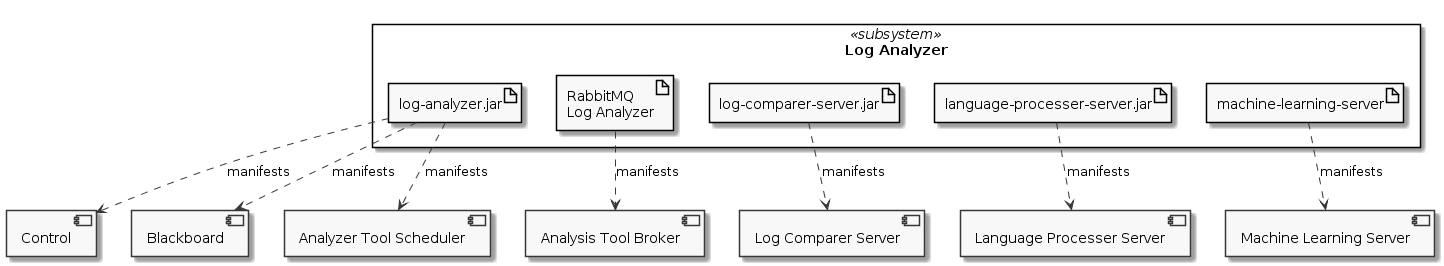 «subsystem»
Log Analyzer
log-analyzer.jar
RabbitMQ
Log Analyzer
log-comparer-server.jar
language-processer-server.jar
machine-learning-server
manifests
manifests
manifests
manifests
manifests
manifests
manifests
Control
Blackboard
Analyzer Tool Scheduler
Analysis Tool Broker
Log Comparer Server
Language Processer Server
Machine Learning Server